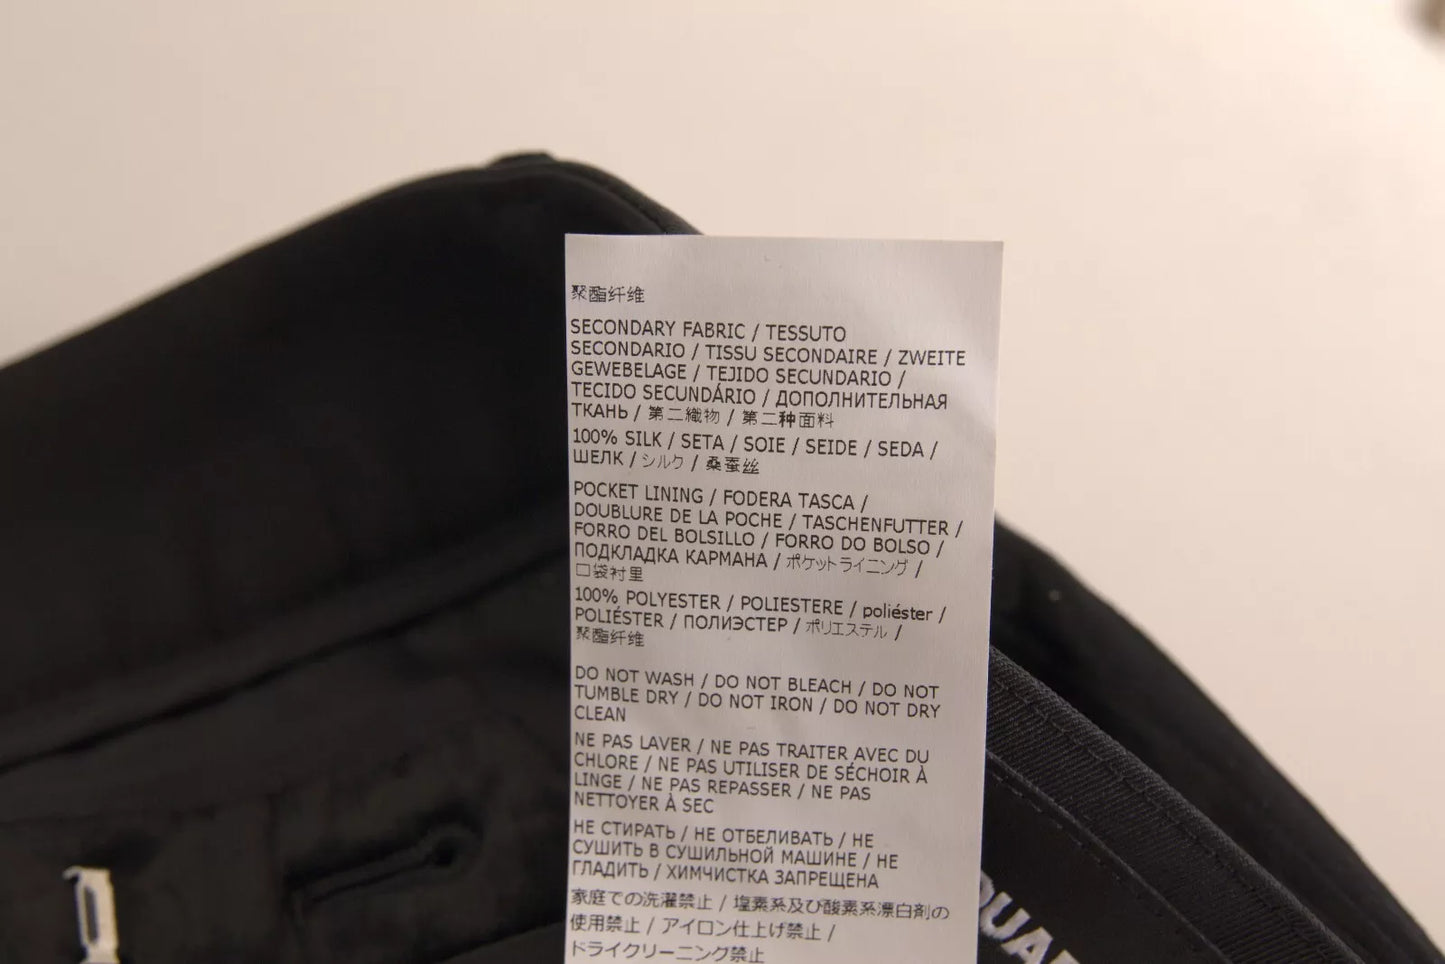 聚酯纤维
SECONDARY FABRIC / TESSUTO
SECONDARIO / TISSU SECONDAIRE / ZWEITE
GEWEBELAGE / TEJIDO SECUNDARIO /
TECIDO SECUNDÁRIO / ДОПОЛНИТЕЛЬНАЯ
ТКАНЬ / 第二織物 / 第二种面料
100% SILK / SETA / SOIE / SEIDE / SEDA /
ШЕЛК / シルク / 桑蚕丝
POCKET LINING / FODERA TASCA /
DOUBLURE DE LA POCHE / TASCHENFUTTER /
FORRO DEL BOLSILLO / FORRO DO BOLSO /
ПОДКЛАДКА КАРМАНА / ポケットライニング /
口袋衬里
100% POLYESTER / POLIESTERE / poliéster /
POLIÉSTER / ПОЛИЭСТЕР / ポリエステル /
聚酯纤维
DO NOT WASH / DO NOT BLEACH / DO NOT
TUMBLE DRY / DO NOT IRON / DO NOT DRY
CLEAN
NE PAS LAVER / NE PAS TRAITER AVEC DU
CHLORE / NE PAS UTILISER DE SÉCHOIR À
LINGE / NE PAS REPASSER / NE PAS
NETTOYER À SEC
НЕ СТИРАТЬ / НЕ ОТБЕЛИВАТЬ / НЕ
СУШИТЬ В СУШИЛЬНОЙ МАШИНЕ / НЕ
ГЛАДИТЬ / ХИМЧИСТКА ЗАПРЕЩЕНА
家庭での洗濯禁止 / 塩素系及び酸素系漂白剤の
使用禁止 / アイロン仕上げ禁止 /
ドライクリーニング禁止